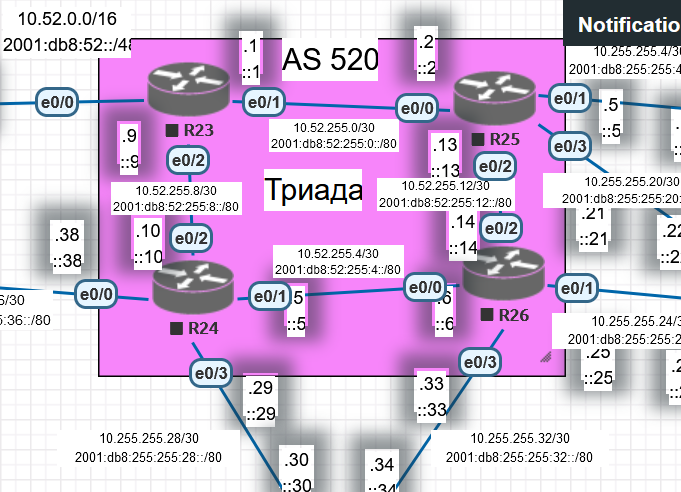 10.52.0.0/16
2001:db8:52::/48
Notificatio
.1
::1
AS 520
.2
::2
10.255.255.4/30
2001:db8:255:255:4
e0/0
e0/1
e0/0
e0/1
.5
::5
R23
R25
10.52.255.0/30
2001:db8:52:255:0::/80
.9
::9
e0/2
.13
::13
e0/2
e0/3
Триада
10.52.255.8/30
2001:db8:52:255:8::/80
10.52.255.12/30
2001:db8:52:255:12::/80
10.255.255.20/30
2001:db8:255:255:20:
.38
::38
.10
::10
e0/2
.14
::14
e0/2
.21
::21
.22
::2
10.52.255.4/30
2001:db8:52:255:4::/80
e0/0
e0/1
.5
::5
e0/0
.6
::6
e0/1
6/30
5:36::/80
R24
R26
10.255.255.24/3
2001:db8:255:255:2
e0/3
e0/3
.25
::25
.29
::29
.33
::33
10.255.255.28/30
2001:db8:255:255:28::/80
10.255.255.32/30
2001:db8:255:255:32::/80
.30
::30
.34
::34